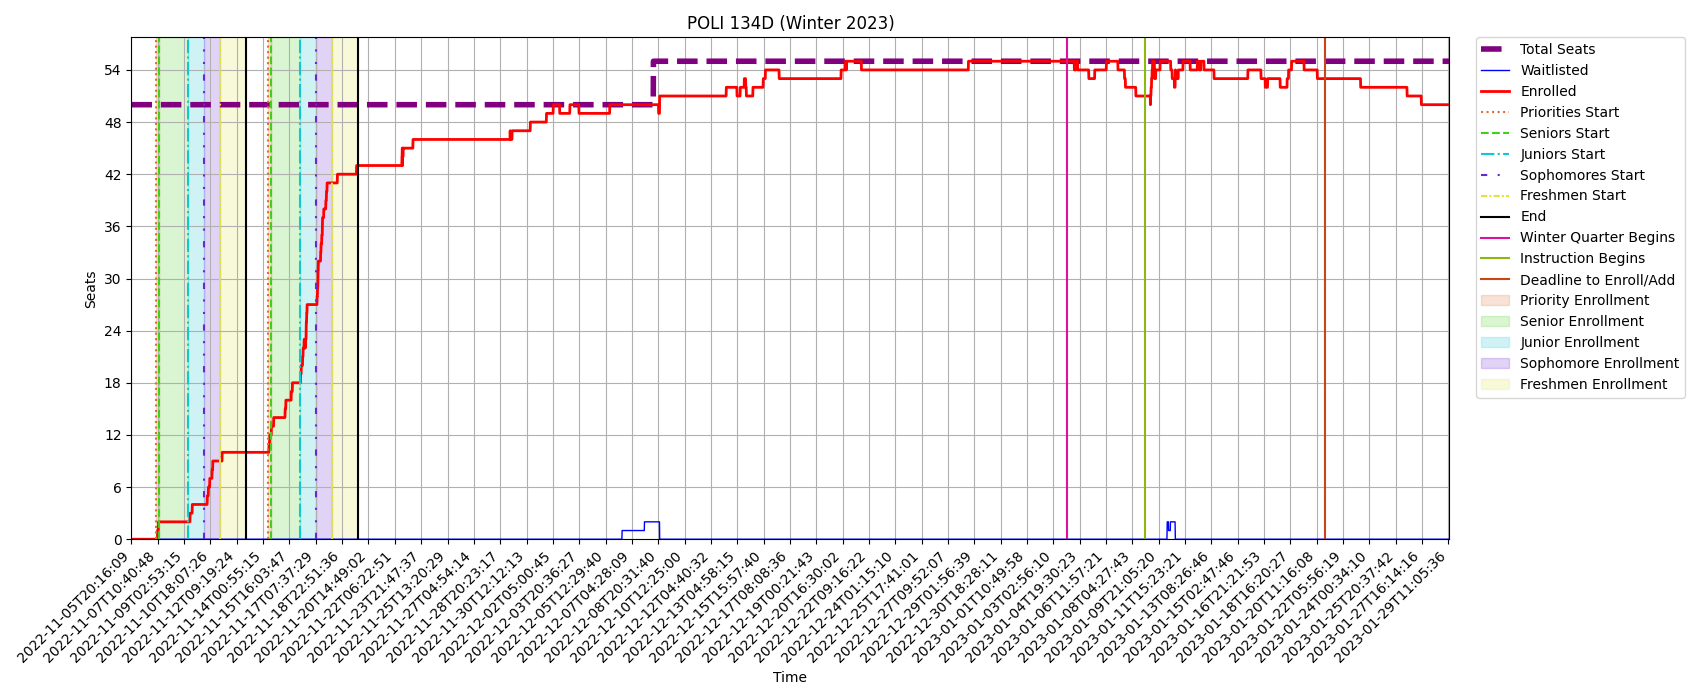 POLI 134D (Winter 2023)
Seats
54
48
42
36
30
24
18
12
6
0
2022-11-05T20:16:09
2022-11-07T10:40:48
2022-11-09T02:53:15
2022-11-10T18:07:26
2022-11-12T09:19:24
2022-11-14T00:55:15
2022-11-15T16:03:47
2022-11-17T07:37:29
2022-11-18T22:51:36
2022-11-20T14:49:02
2022-11-22T06:22:51
2022-11-23T21:47:37
2022-11-25T13:20:29
2022-11-27T04:54:14
2022-11-28T20:23:17
2022-11-30T12:12:13
2022-12-02T05:00:45
2022-12-03T20:36:27
2022-12-05T12:29:40
2022-12-07T04:28:09
2022-12-08T20:31:40
2022-12-10T12:25:00
2022-12-12T04:40:32
2022-12-13T04:58:15
2022-12-15T15:57:40
2022-12-17T08:08:36
2022-12-19T00:21:43
2022-12-20T16:30:02
2022-12-22T09:16:22
2022-12-24T01:15:10
2022-12-25T17:41:01
2022-12-27T09:52:07
2022-12-29T01:56:39
2022-12-30T18:28:11
2023-01-01T10:49:58
2023-01-03T02:56:10
2023-01-04T19:30:23
2023-01-06T11:57:21
2023-01-08T04:27:43
2023-01-09T21:05:20
2023-01-11T15:23:21
2023-01-13T08:26:46
2023-01-15T02:47:46
2023-01-16T21:21:53
2023-01-18T16:20:27
2023-01-20T11:16:08
2023-01-22T05:56:19
2023-01-24T00:34:10
2023-01-25T20:37:42
2023-01-27T16:14:16
2023-01-29T11:05:36
Time
Total Seats
Waitlisted
Enrolled
Priorities Start
Seniors Start
Juniors Start
Sophomores Start
Freshmen Start
End
Winter Quarter Begins
Instruction Begins
Deadline to Enroll/Add
Priority Enrollment
Senior Enrollment
Junior Enrollment
Sophomore Enrollment
Freshmen Enrollment